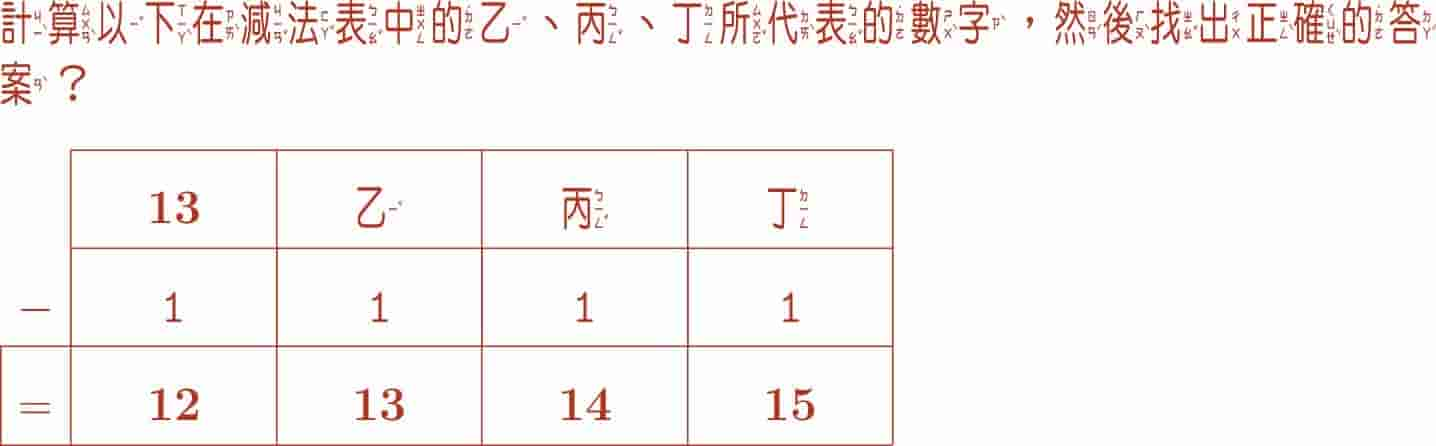 計算以下在減法表中的乙、丙、丁所代表的數字,然後找出正確的答
案?
13 乙 丙 丁
− 1 1 1 1
= 12 13 14 15